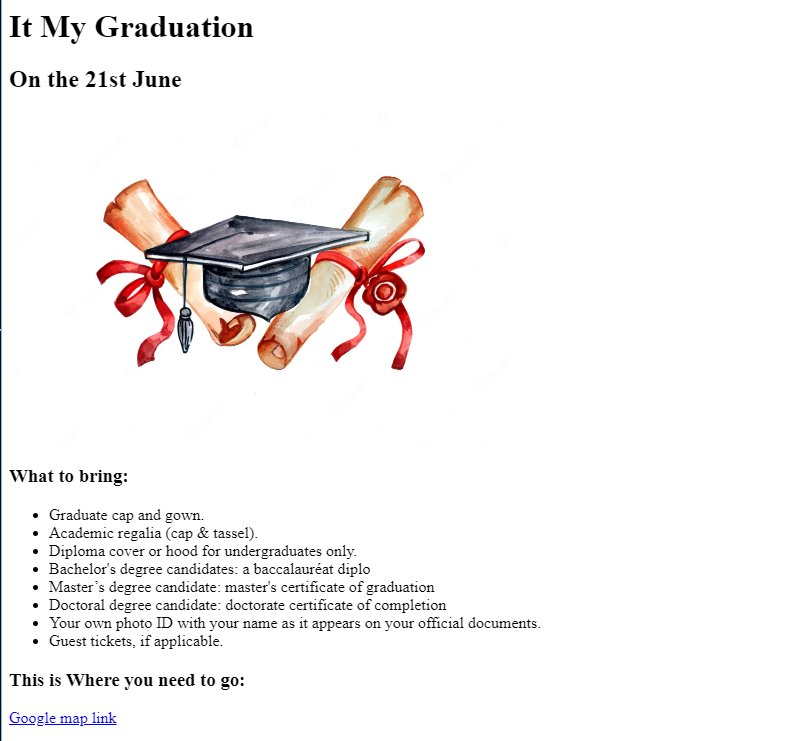 It My Graduation
On the 21st June
What to bring:
Graduate cap and gown.
Academic regalia (cap & tassel).
Diploma cover or hood for undergraduates only.
Bachelor's degree candidates: a baccalauréat diplo
Master’s degree candidate: master's certificate of graduation
Doctoral degree candidate: doctorate certificate of completion
Your own photo ID with your name as it appears on your official documents.
Guest tickets, if applicable.
This is Where you need to go:
Google map link